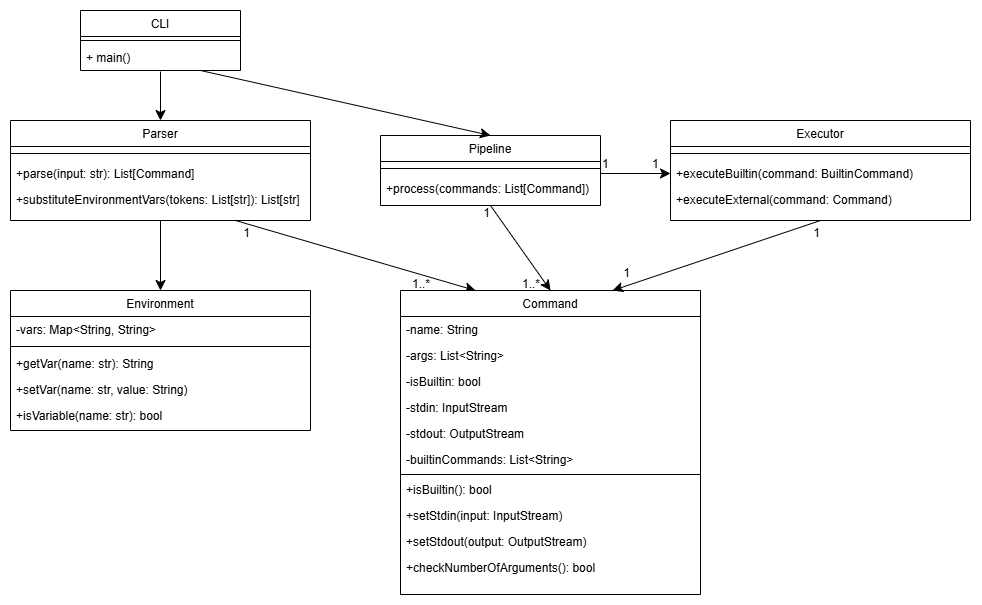 CLI
+ main()
Parser
+parse(input: str): List[Command]
+substituteEnvironmentVars(tokens: List[str]): List[str]
1
Pipeline
+process(commands: List[Command])
1
1
1
Executor
+executeBuiltin(command: BuiltinCommand)
+executeExternal(command: Command)
1
1
1..*
1..*
Environment
-vars: Map<String, String>
+getVar(name: str): String
+setVar(name: str, value: String)
+isVariable(name: str): bool
Command
-name: String
-args: List<String>
-isBuiltin: bool
-stdin: InputStream
-stdout: OutputStream
-builtinCommands: List<String>
+isBuiltin(): bool
+setStdin(input: InputStream)
+setStdout(output: OutputStream)
+checkNumberOfArguments(): bool